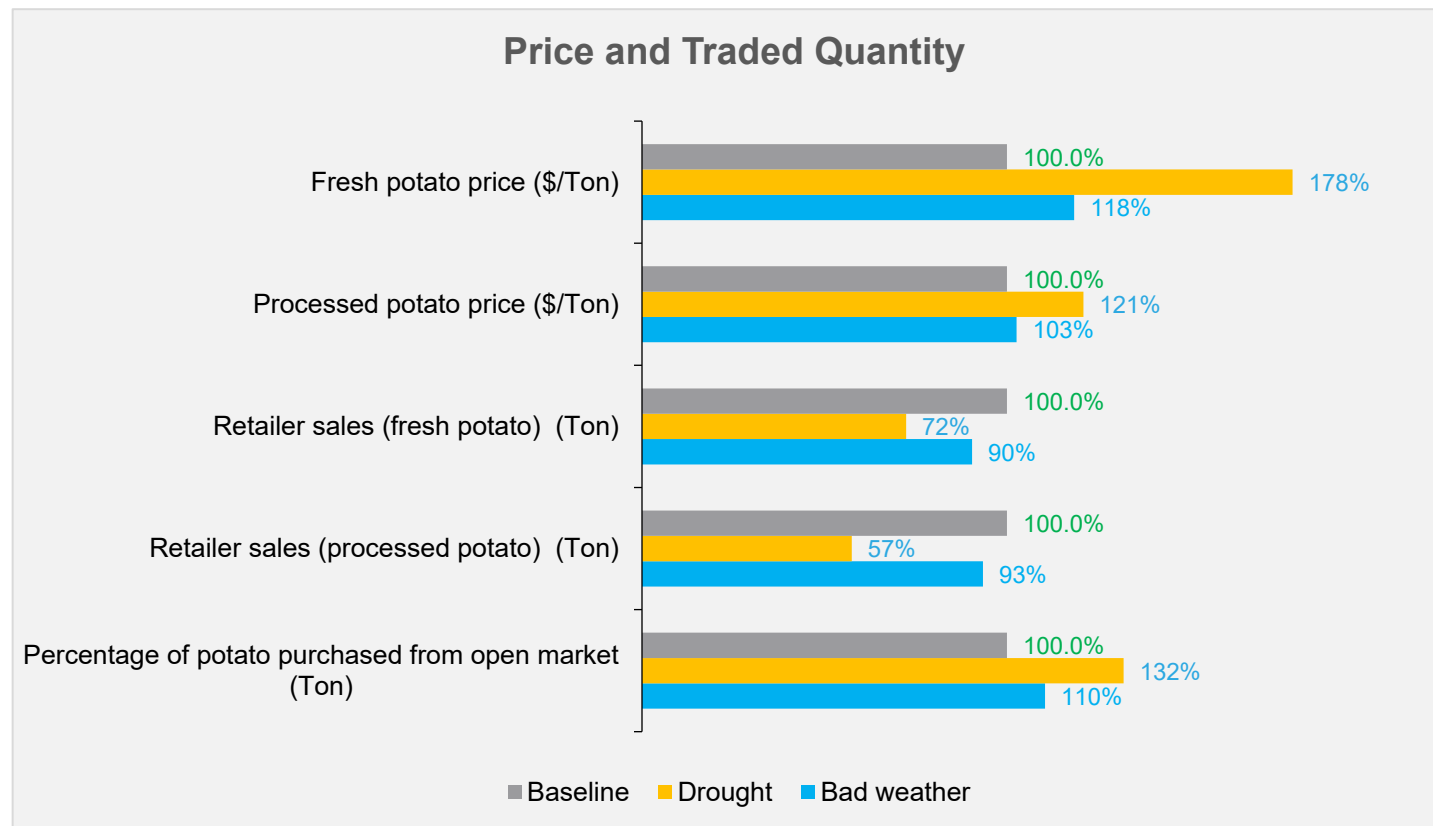 Price and Traded Quantity
Fresh potato price ($/Ton)
100.0%
178%
118%
Processed potato price ($/Ton)
100.0%
121%
103%
Retailer sales (fresh potato)  (Ton)
100.0%
72%
90%
Retailer sales (processed potato)  (Ton)
100.0%
57%
93%
Percentage of potato purchased from open market
(Ton)
100.0%
132%
110%
Baseline Drought Bad weather